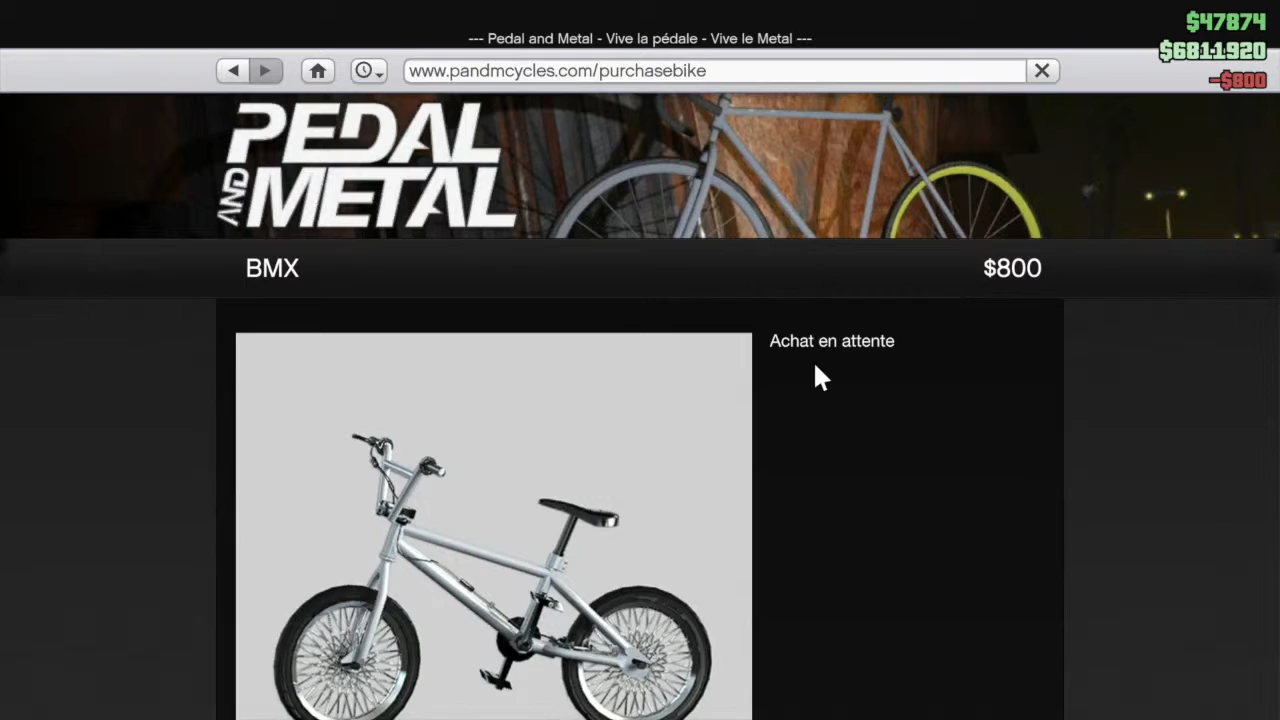 $47874
--- Pedal and Metal - Vive la pédale - Vive le Metal ---
$6811920
www.pandmcycles.com/purchasebike
-$800
PEDAL
AND METAL
BMX
$800
Achat en attente